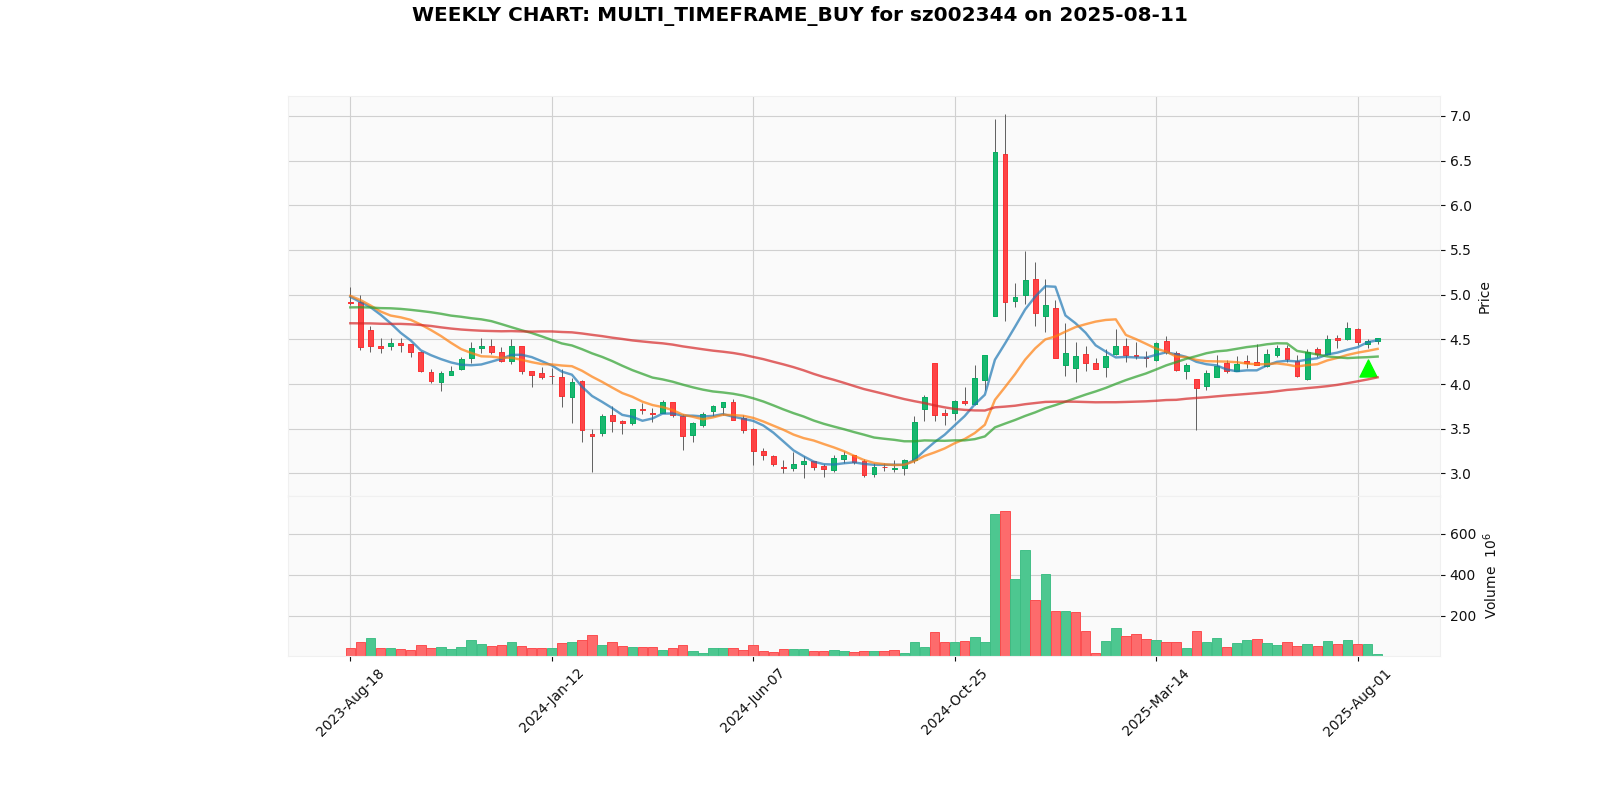 WEEKLY CHART: MULTI_TIMEFRAME_BUY for sz002344 on 2025-08-11
7.0
6.5
6.0
5.5
5.0
4.5
4.0
3.5
3.0
Price
600
400
200
Volume 10⁶
2023-Aug-18
2024-Jan-12
2024-Jun-07
2024-Oct-25
2025-Mar-14
2025-Aug-01